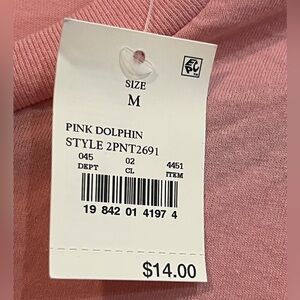 SIZE
M
PINK DOLPHIN
STYLE 2PNT2691
045 02 4451
DEPT CL ITEM
19 842 01 4197 4
$14.00